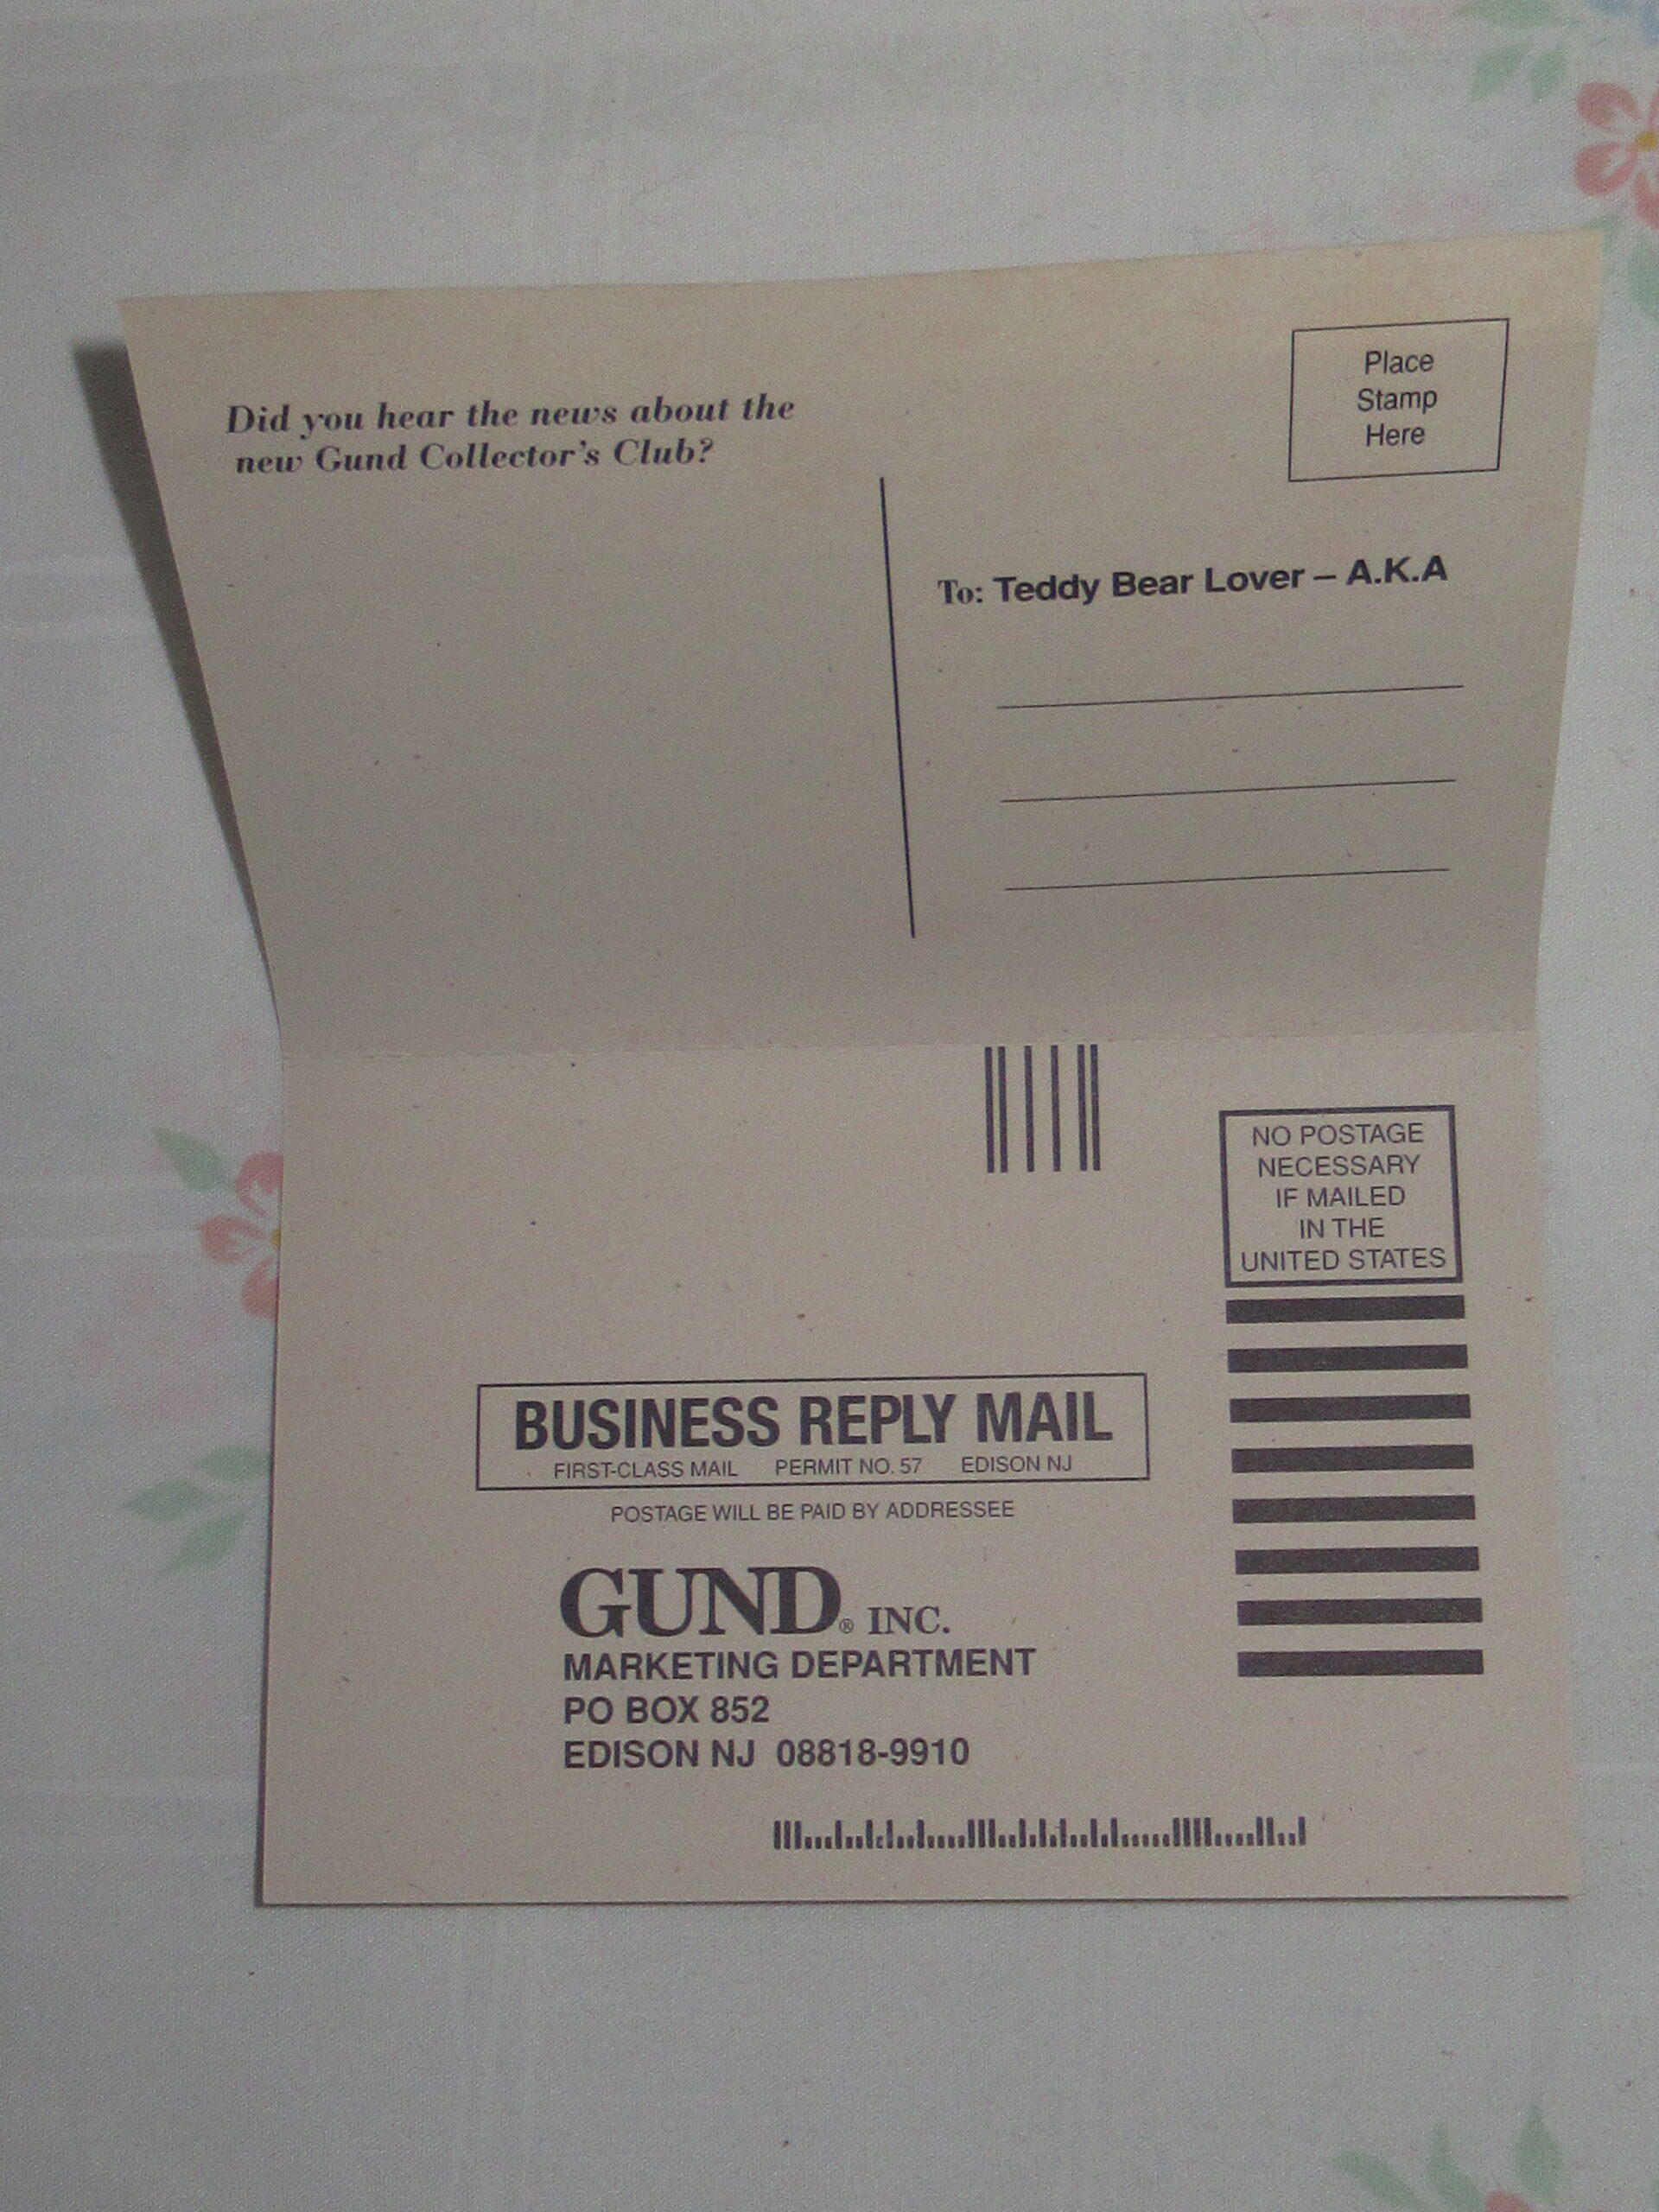 Did you hear the news about the
new Gund Collector's Club?
Place
Stamp
Here
To: Teddy Bear Lover – A.K.A
NO POSTAGE
NECESSARY
IF MAILED
IN THE
UNITED STATES
BUSINESS REPLY MAIL
FIRST-CLASS MAIL PERMIT NO. 57 EDISON NJ
POSTAGE WILL BE PAID BY ADDRESSEE
GUND® INC.
MARKETING DEPARTMENT
PO BOX 852
EDISON NJ 08818-9910